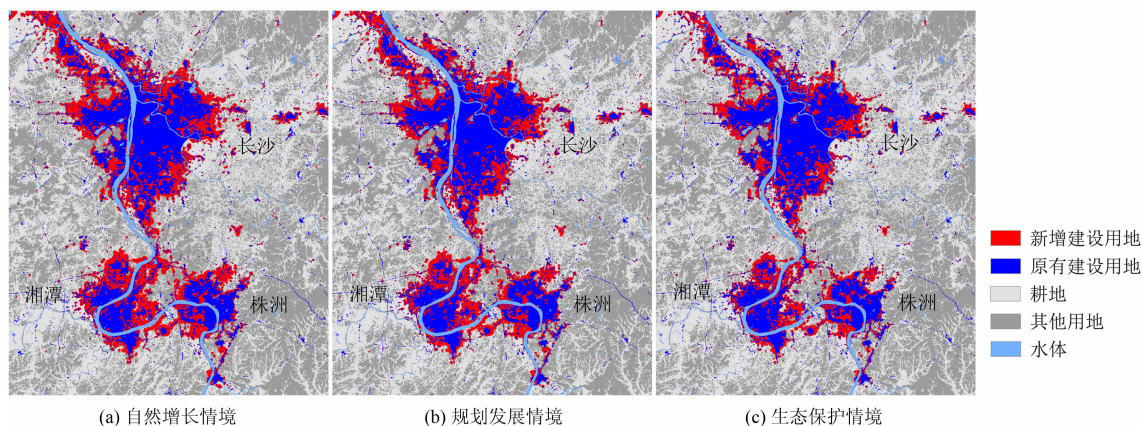 长沙
湘潭
株洲
长沙
湘潭
株洲
长沙
湘潭
株洲
新增建设用地
原有建设用地
耕地
其他用地
水体
(a) 自然增长情境
(b) 规划发展情境
(c) 生态保护情境